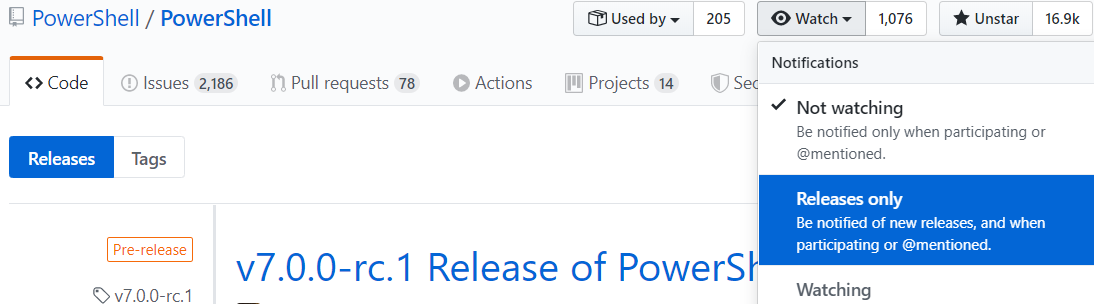 PowerShell / PowerShell
Used by 205
Watch 1,076
Unstar 16.9k
Code
Issues 2,186
Pull requests 78
Actions
Projects 14
Sec
Notifications
Not watching
Be notified only when participating or
@mentioned.
Releases only
Be notified of new releases, and when
participating or @mentioned.
Watching
Releases
Tags
Pre-release
v7.0.0-rc.1
v7.0.0-rc.1 Release of PowerSh